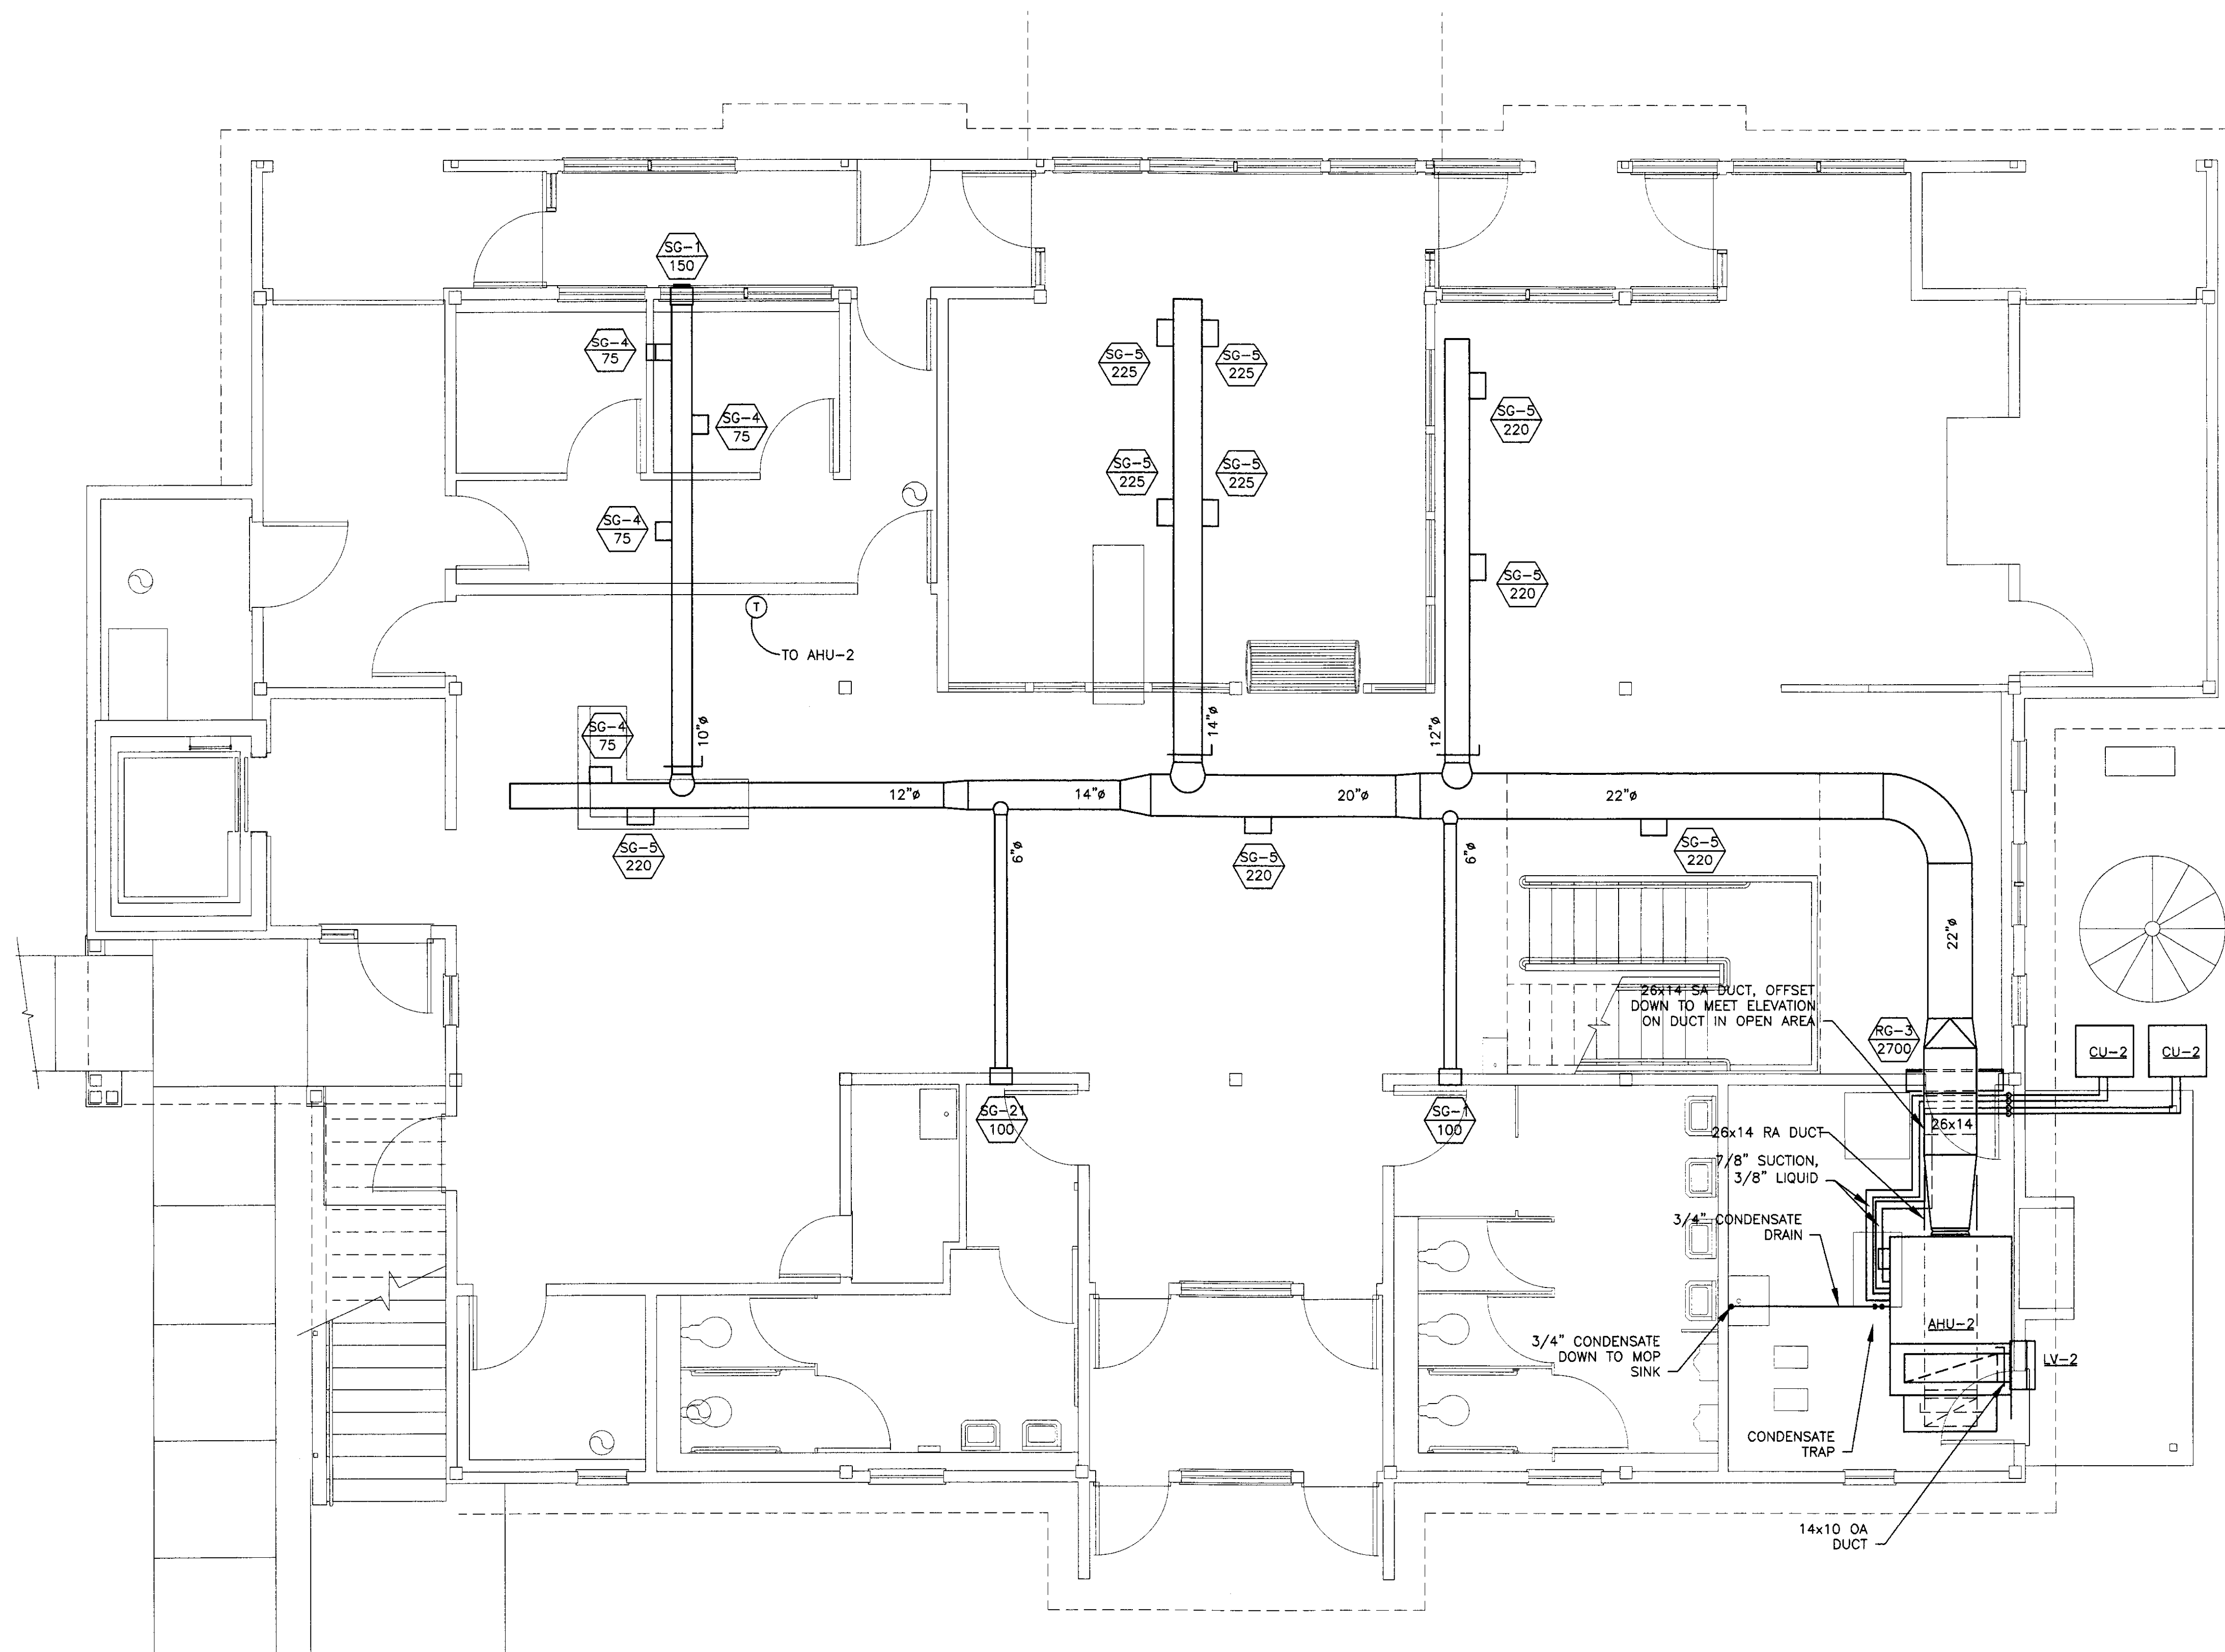 SG-1
150
SG-4
75
SG-5
225
SG-5
225
SG-4
75
SG-5
220
SG-5
225
SG-5
225
SG-4
75
SG-5
220
T
TO AHU-2
SG-4
75
10"ø
14"ø
12"ø
12"ø
14"ø
20"ø
22"ø
SG-5
220
6"ø
SG-5
220
6"ø
SG-5
220
22"ø
26x14 SA DUCT, OFFSET
DOWN TO MEET ELEVATION
ON DUCT IN OPEN AREA
RG-3
2700
CU-2
CU-2
SG-21
100
SG-1
100
26x14
26x14 RA DUCT
7/8" SUCTION,
3/8" LIQUID
3/4" CONDENSATE
DRAIN
AHU-2
3/4" CONDENSATE
DOWN TO MOP
SINK
LV-2
CONDENSATE
TRAP
14x10 OA
DUCT